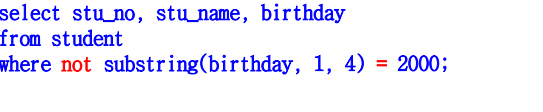 select stu_no, stu_name, birthday
from student
where not substring(birthday, 1, 4) = 2000;